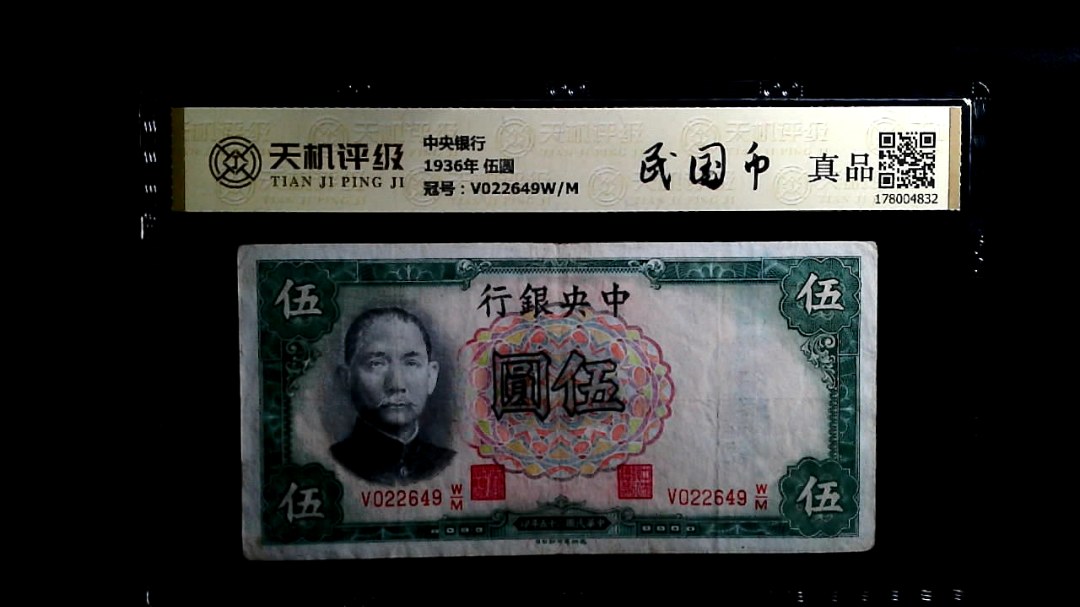 天机评级
TIAN JI PING JI
中央银行
1936年 伍圆
冠号：V022649W/M
民国币
真品
178004832
伍
伍
行銀央中
圓伍
伍
伍
V022649 W/M
V022649 W/M